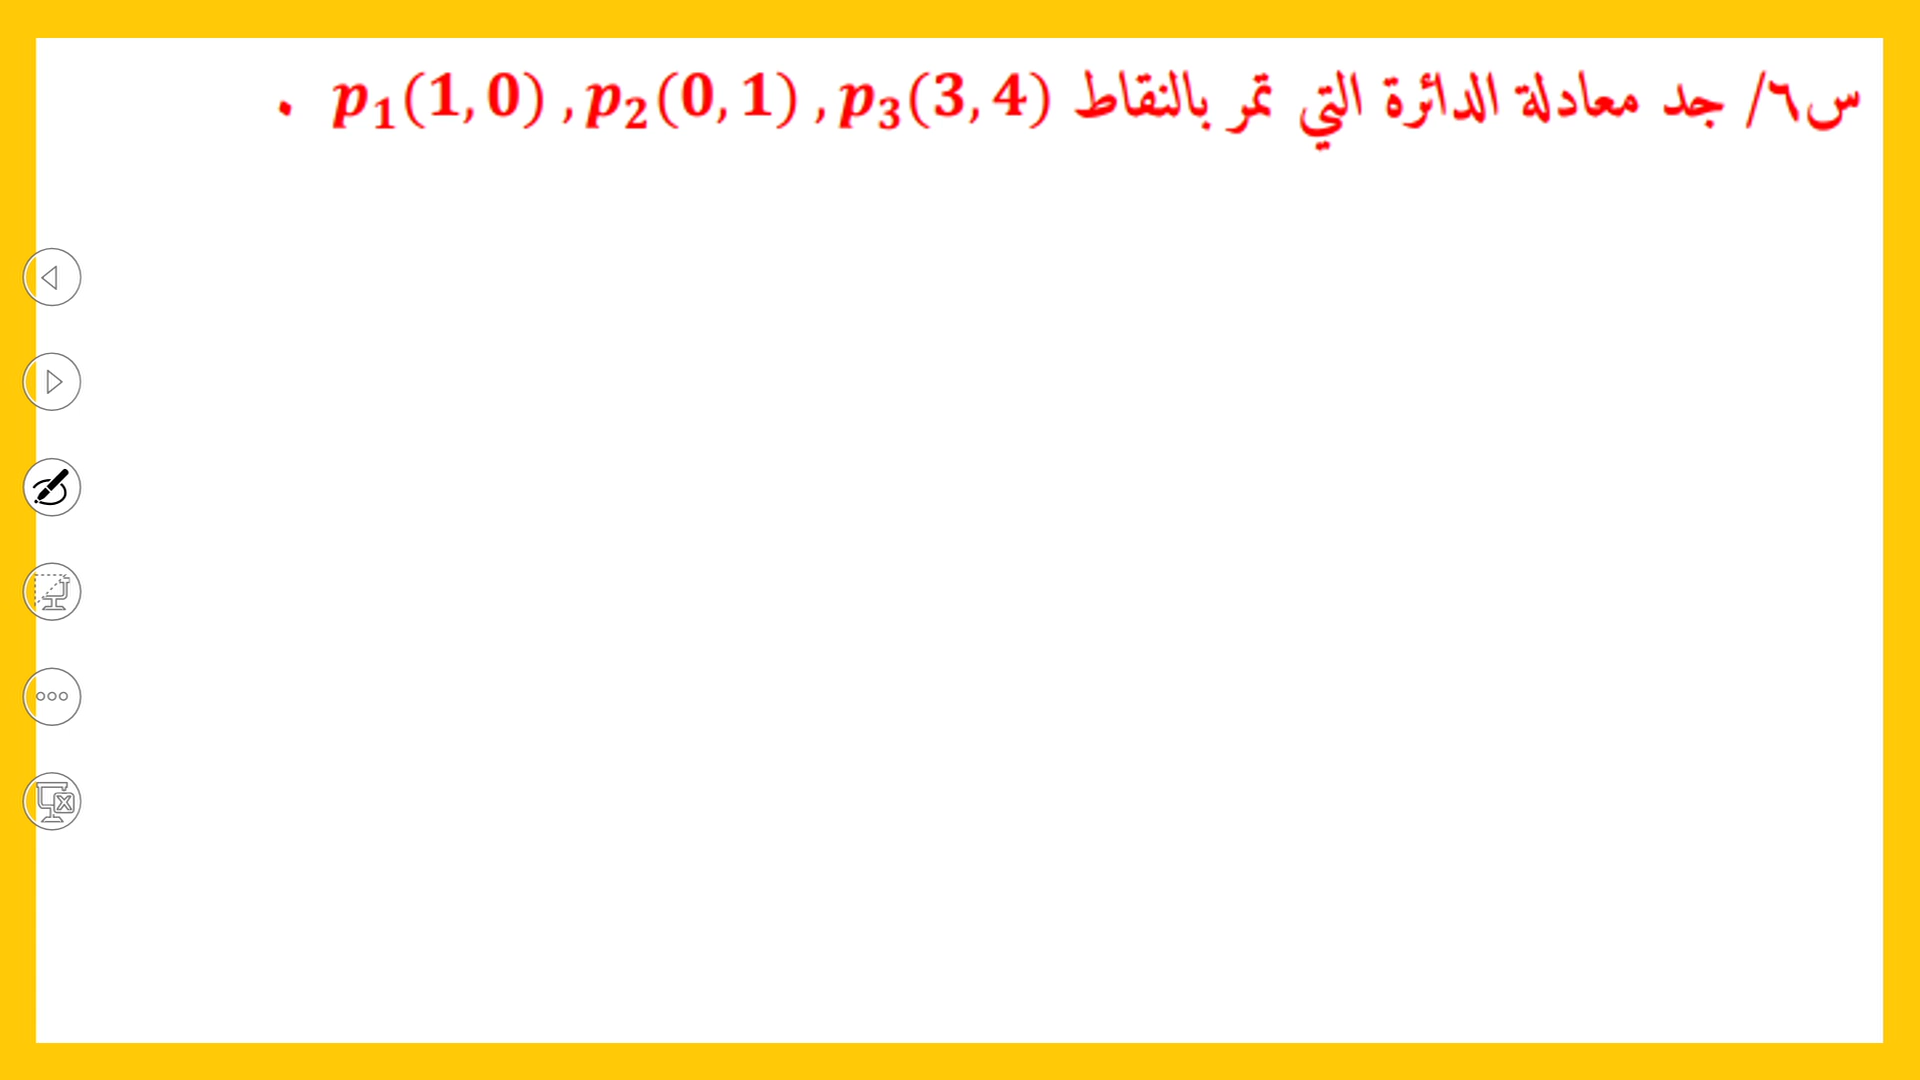 س٦/ جد معادلة الدائرة التي تمر بالنقاط p₁(1,0) , p₂(0,1) , p₃(3,4) .